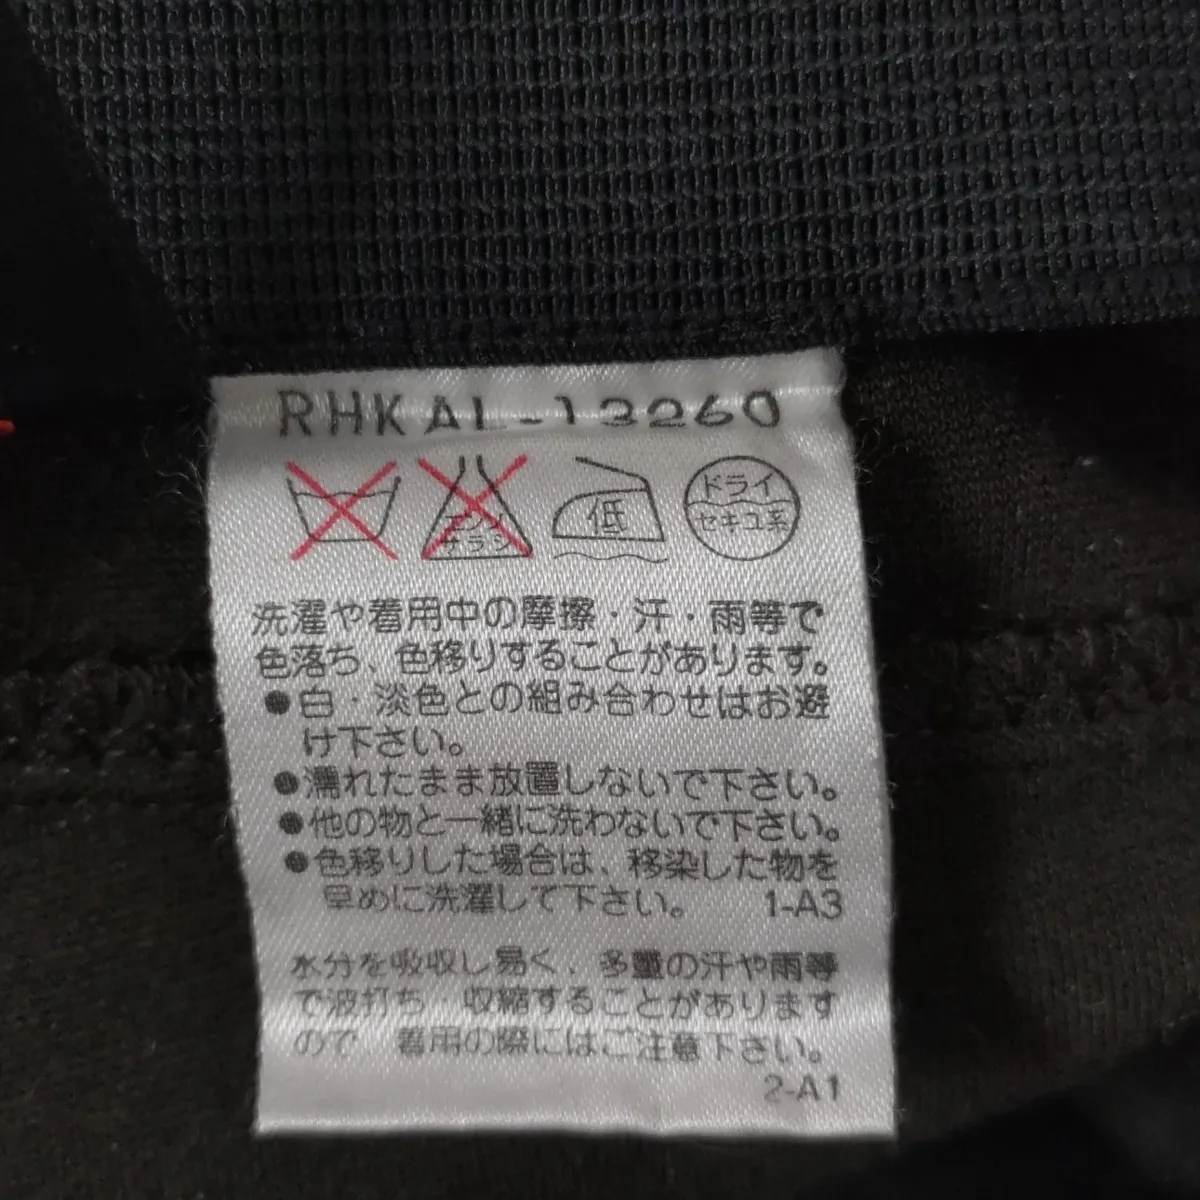 RHKAL-13260
エンソ
サラシ
低
ドライ
セキユ系
洗濯や着用中の摩擦・汗・雨等で
色落ち、色移りすることがあります。
●白・淡色との組み合わせはお避
け下さい。
●濡れたまま放置しないで下さい。
●他の物と一緒に洗わないで下さい。
●色移りした場合は、移染した物を
早めに洗濯して下さい。 1-A3
水分を吸収し易く、多量の汗や雨等
で波打ち・収縮することがあります
ので、着用の際にはご注意下さい。
2-A1